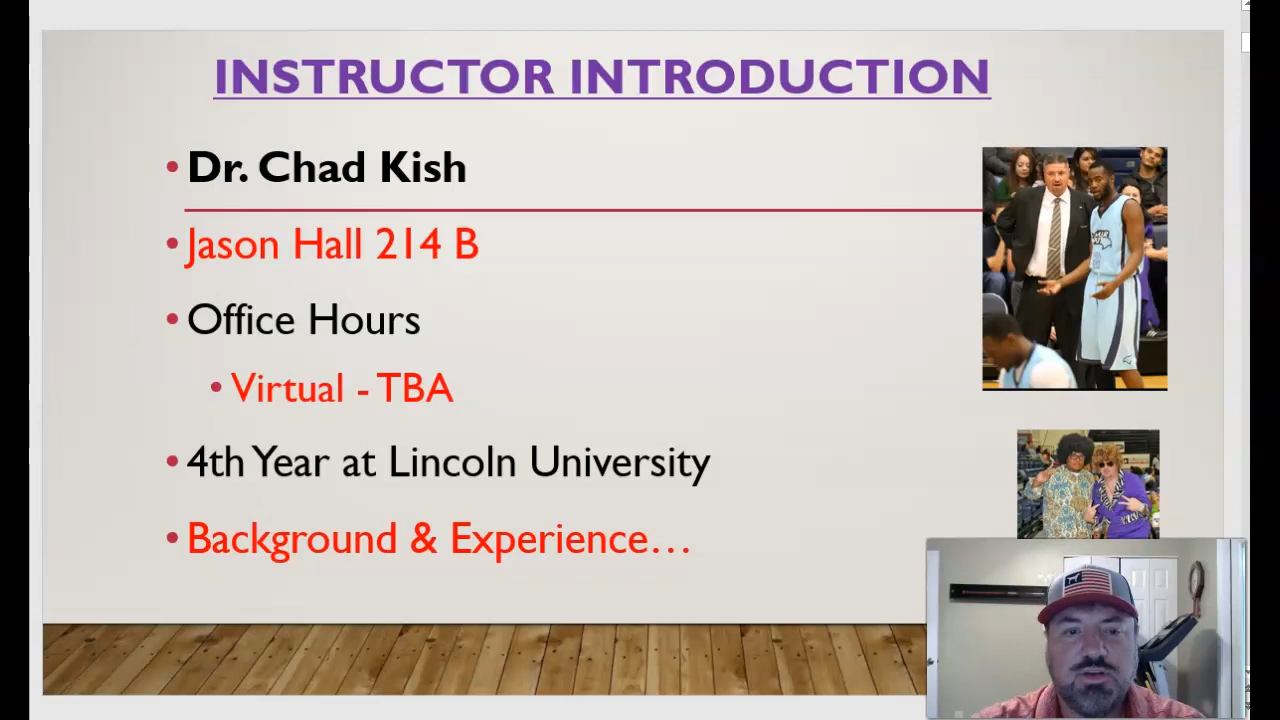 INSTRUCTOR INTRODUCTION
Dr. Chad Kish
Jason Hall 214 B
Office Hours
Virtual - TBA
4th Year at Lincoln University
Background & Experience…